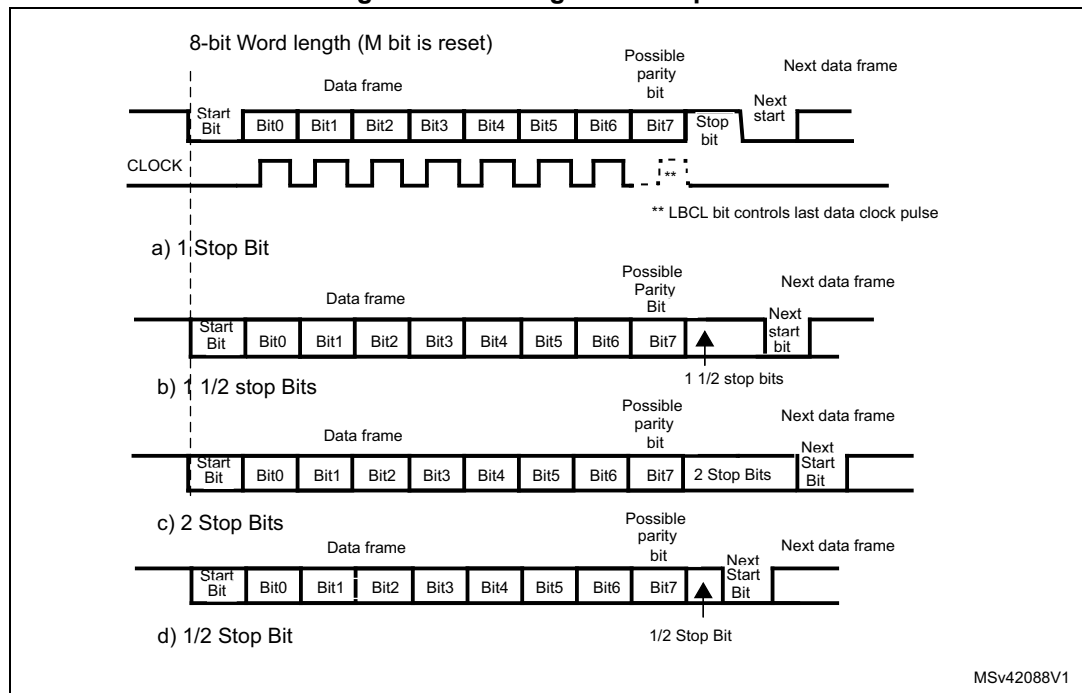 8-bit Word length (M bit is reset)
Data frame
Possible
parity
bit
Next data frame
Start
Bit
Bit0
Bit1
Bit2
Bit3
Bit4
Bit5
Bit6
Bit7
Stop
bit
Next
start
CLOCK
**
** LBCL bit controls last data clock pulse
a) 1 Stop Bit
Data frame
Possible
Parity
Bit
Next data frame
Start
Bit
Bit0
Bit1
Bit2
Bit3
Bit4
Bit5
Bit6
Bit7
Next
start
bit
1 1/2 stop bits
b) 1 1/2 stop Bits
Data frame
Possible
parity
bit
Next data frame
Start
Bit
Bit0
Bit1
Bit2
Bit3
Bit4
Bit5
Bit6
Bit7
2 Stop Bits
Next
Start
Bit
c) 2 Stop Bits
Data frame
Possible
parity
bit
Next data frame
Start
Bit
Bit0
Bit1
Bit2
Bit3
Bit4
Bit5
Bit6
Bit7
Next
Start
Bit
1/2 Stop Bit
d) 1/2 Stop Bit
MSv42088V1